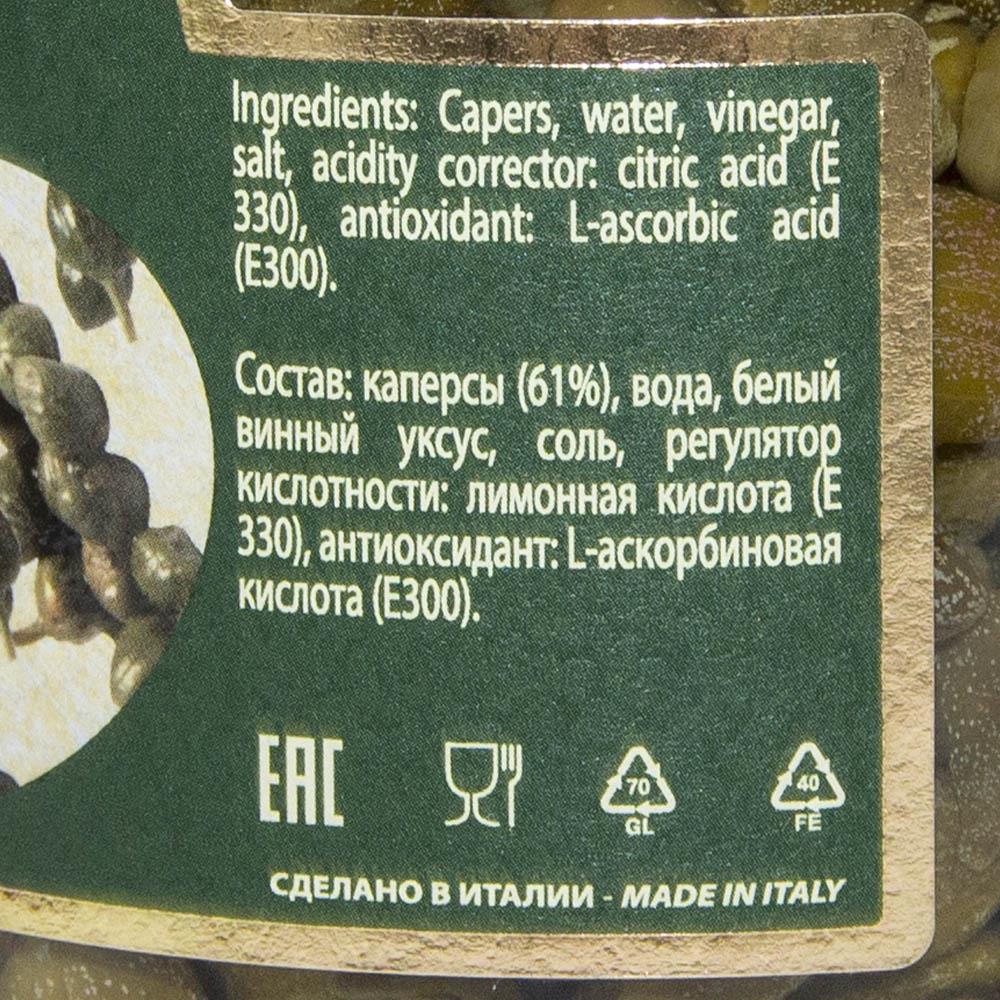 Ingredients: Capers, water, vinegar,
salt, acidity corrector: citric acid (E
330), antioxidant: L-ascorbic acid
(E300).
Состав: каперсы (61%), вода, белый
винный уксус, соль, регулятор
кислотности: лимонная кислота (E
330), антиоксидант: L-аскорбиновая
кислота (E300).
EAC
70
GL
40
FE
СДЕЛАНО В ИТАЛИИ - MADE IN ITALY